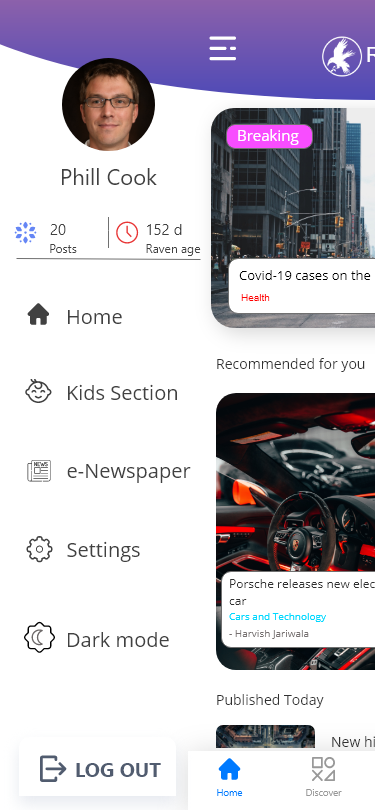 R
Phill Cook
20
Posts
152 d
Raven age
Home
Kids Section
NEWS
e-Newspaper
Settings
Dark mode
LOG OUT
Breaking
Covid-19 cases on the
Health
Recommended for you
Porsche releases new elec
car
Cars and Technology
- Harvish Jariwala
Published Today
New hi
Home
Discover